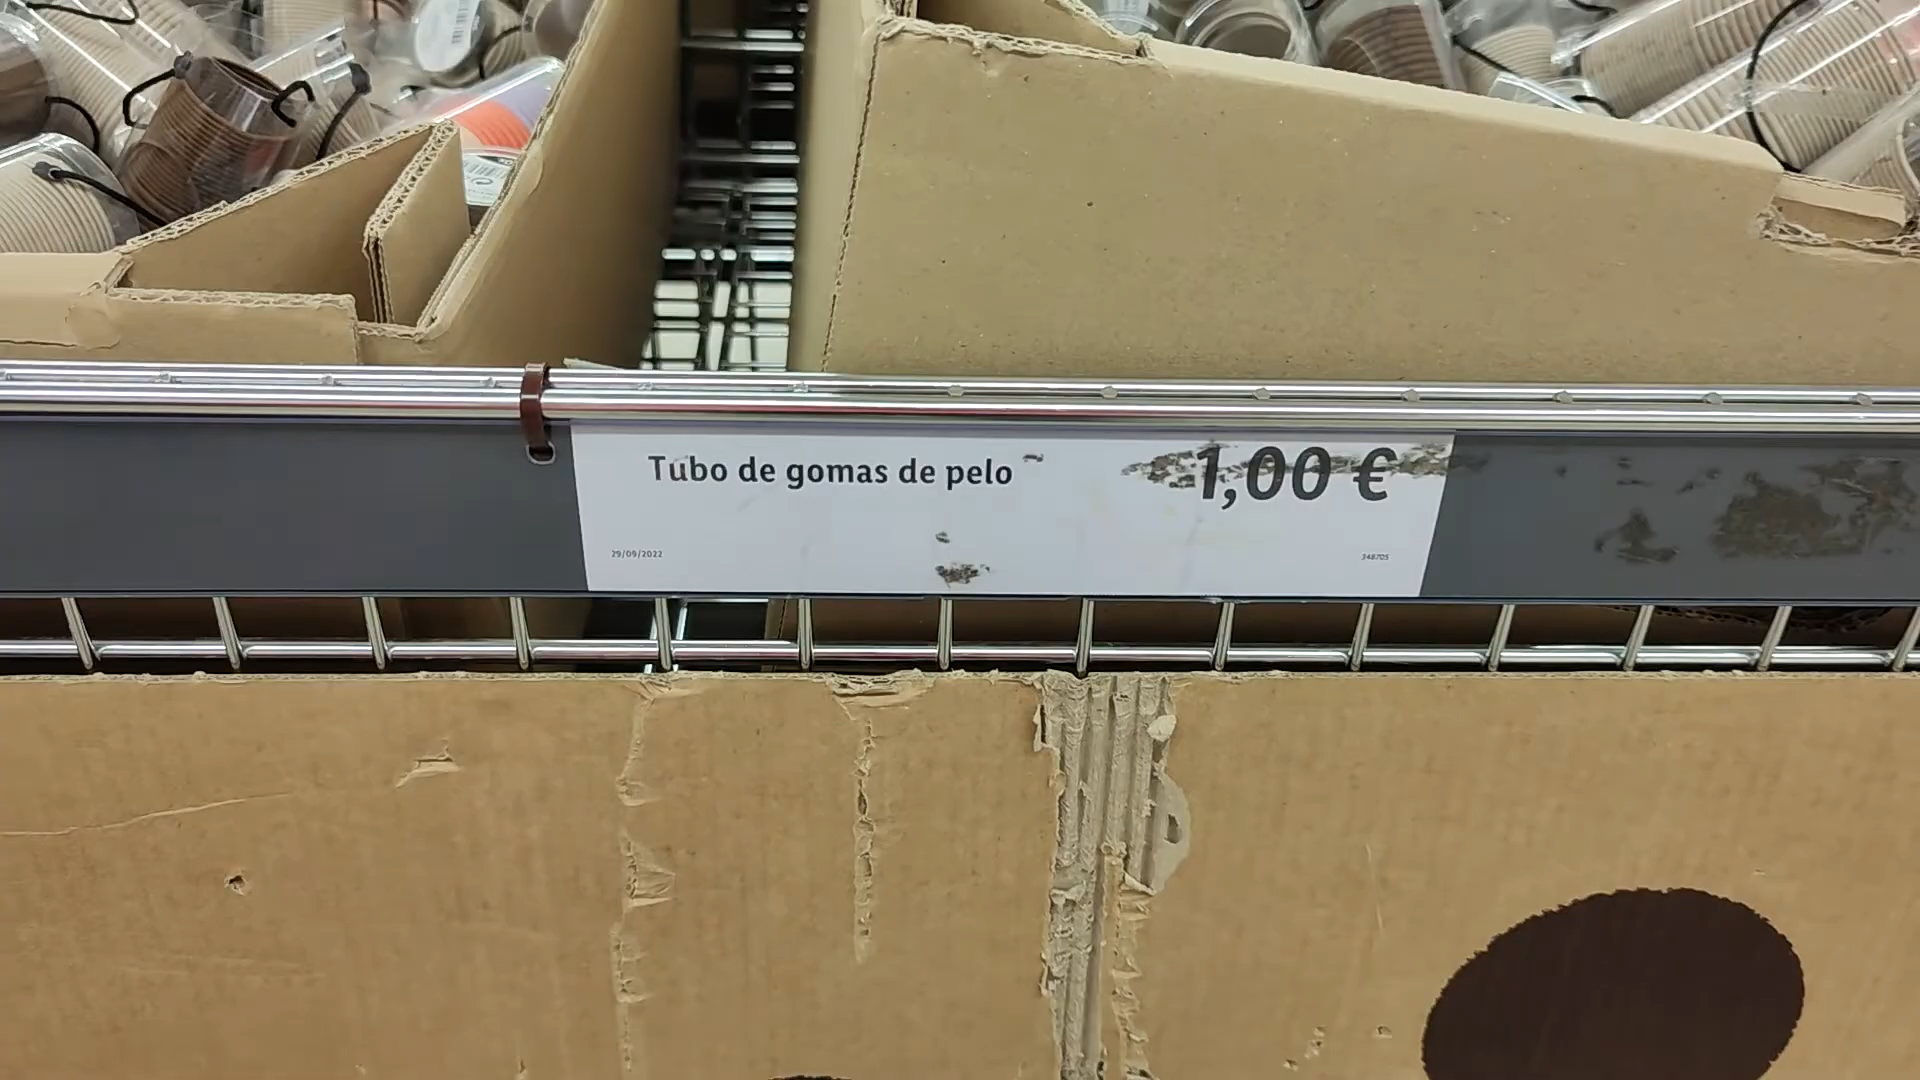 Tubo de gomas de pelo
1,00 €
29/09/2022
348705